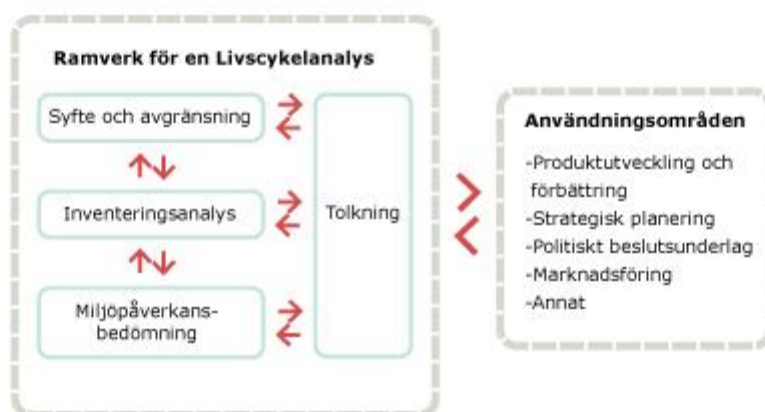 Ramverk för en Livscykelanalys
Syfte och avgränsning
Inventeringsanalys
Miljöpåverkans-
bedömning
Tolkning
Användningsområden
-Produktutveckling och
förbättring
-Strategisk planering
-Politiskt beslutsunderlag
-Marknadsföring
-Annat